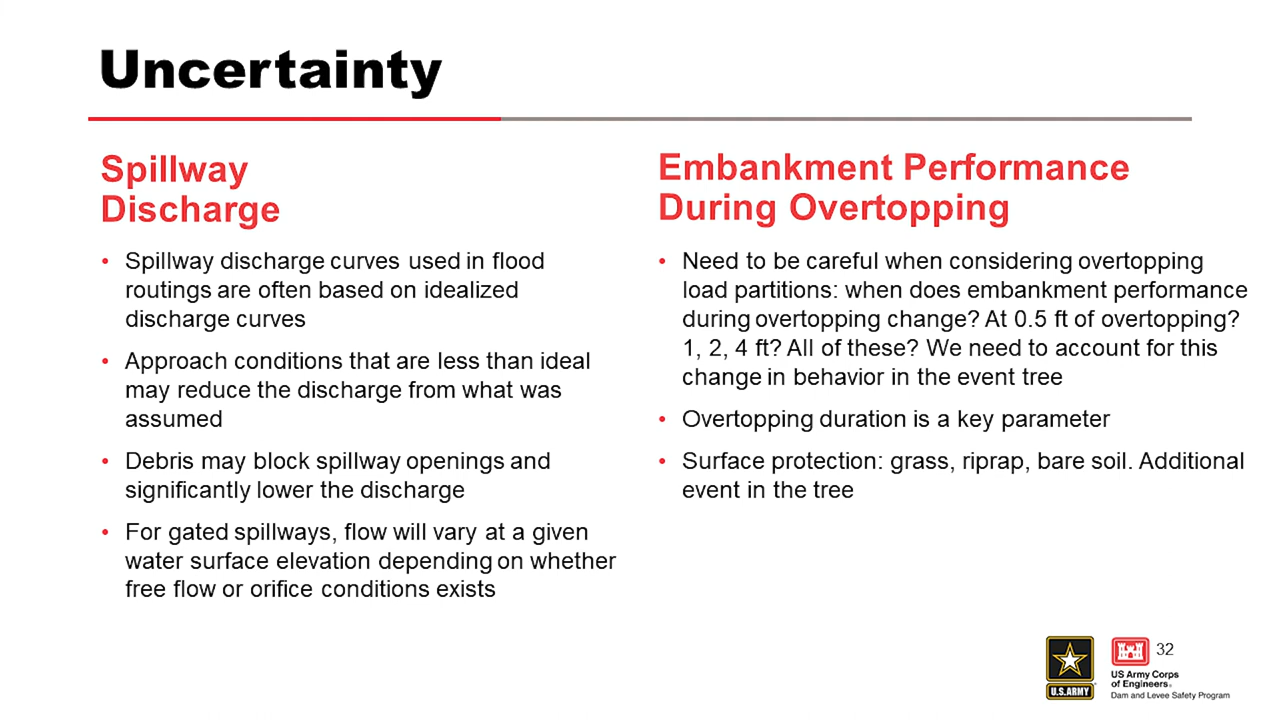 Uncertainty
Spillway
Discharge
• Spillway discharge curves used in flood
routings are often based on idealized
discharge curves
• Approach conditions that are less than ideal
may reduce the discharge from what was
assumed
• Debris may block spillway openings and
significantly lower the discharge
• For gated spillways, flow will vary at a given
water surface elevation depending on whether
free flow or orifice conditions exists
Embankment Performance
During Overtopping
• Need to be careful when considering overtopping
load partitions: when does embankment performance
during overtopping change? At 0.5 ft of overtopping?
1, 2, 4 ft? All of these? We need to account for this
change in behavior in the event tree
• Overtopping duration is a key parameter
• Surface protection: grass, riprap, bare soil. Additional
event in the tree
U.S.ARMY
32
US Army Corps
of Engineers®
Dam and Levee Safety Program